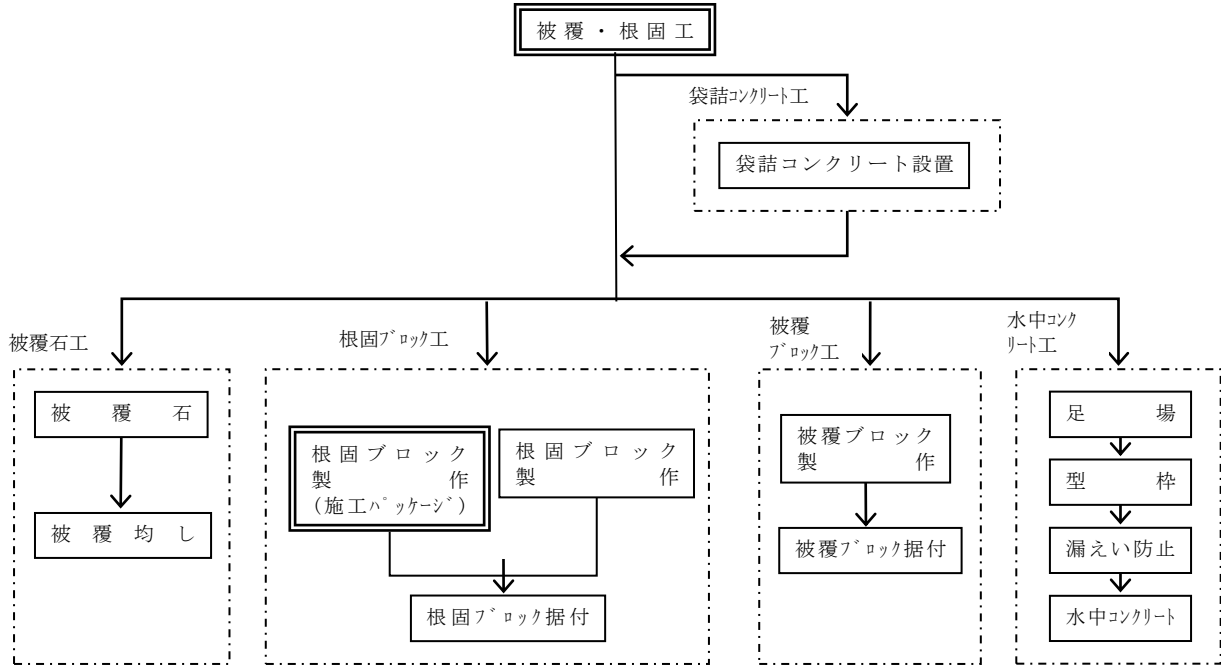 被覆・根固工
袋詰ｺﾝｸﾘｰﾄ工
袋詰コンクリート設置
被覆石工
被覆石
被覆均し
根固ﾌﾞﾛｯｸ工
根固ブロック
製作
(施工ﾊﾟｯｹｰｼﾞ)
根固ブロック
製作
根固ﾌﾞﾛｯｸ据付
被覆
ﾌﾞﾛｯｸ工
被覆ブロック
製作
被覆ﾌﾞﾛｯｸ据付
水中ｺﾝｸ
ﾘｰﾄ工
足場
型枠
漏えい防止
水中ｺﾝｸﾘｰﾄ